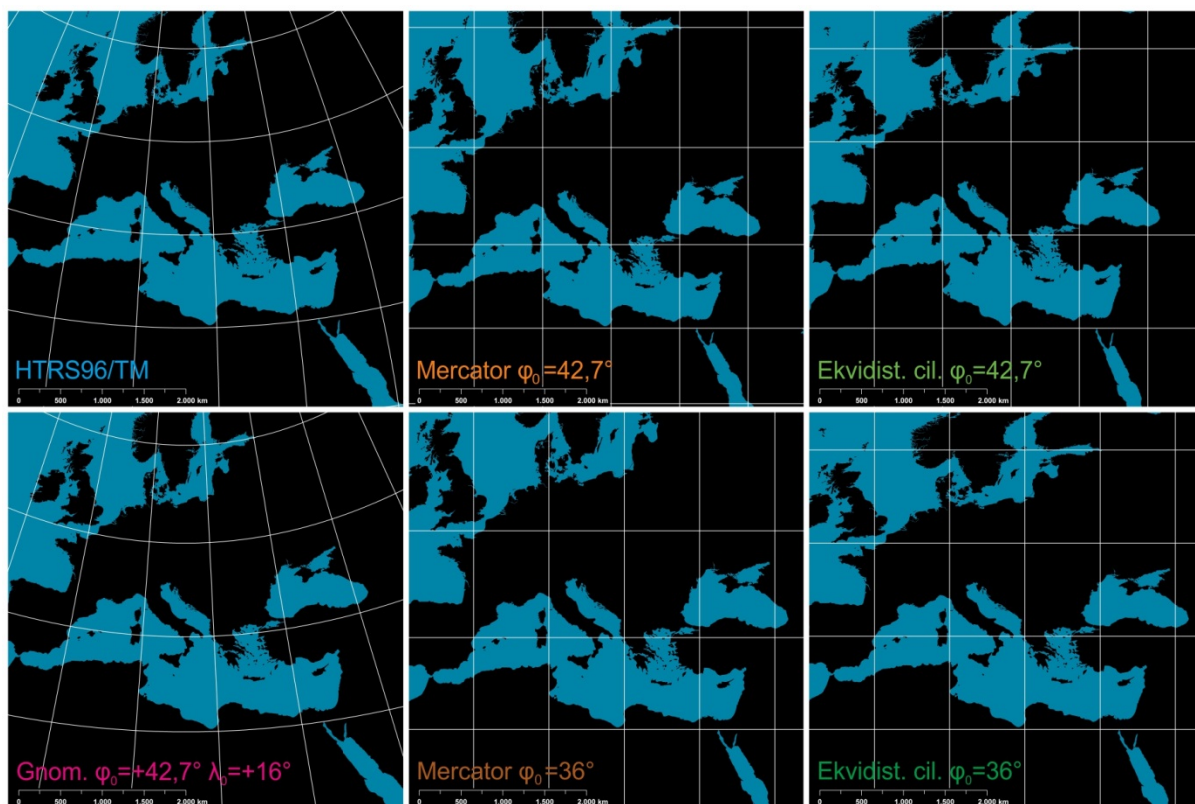 HTRS96/TM
0 500 1.000 1.500 2.000 km
Mercator φ₀=42,7°
0 500 1.000 1.500 2.000 km
Ekvidist. cil. φ₀=42,7°
0 500 1.000 1.500 2.000 km
Gnom. φ₀=+42,7° λ₀=+16°
0 500 1.000 1.500 2.000 km
Mercator φ₀=36°
0 500 1.000 1.500 2.000 km
Ekvidist. cil. φ₀=36°
0 500 1.000 1.500 2.000 km